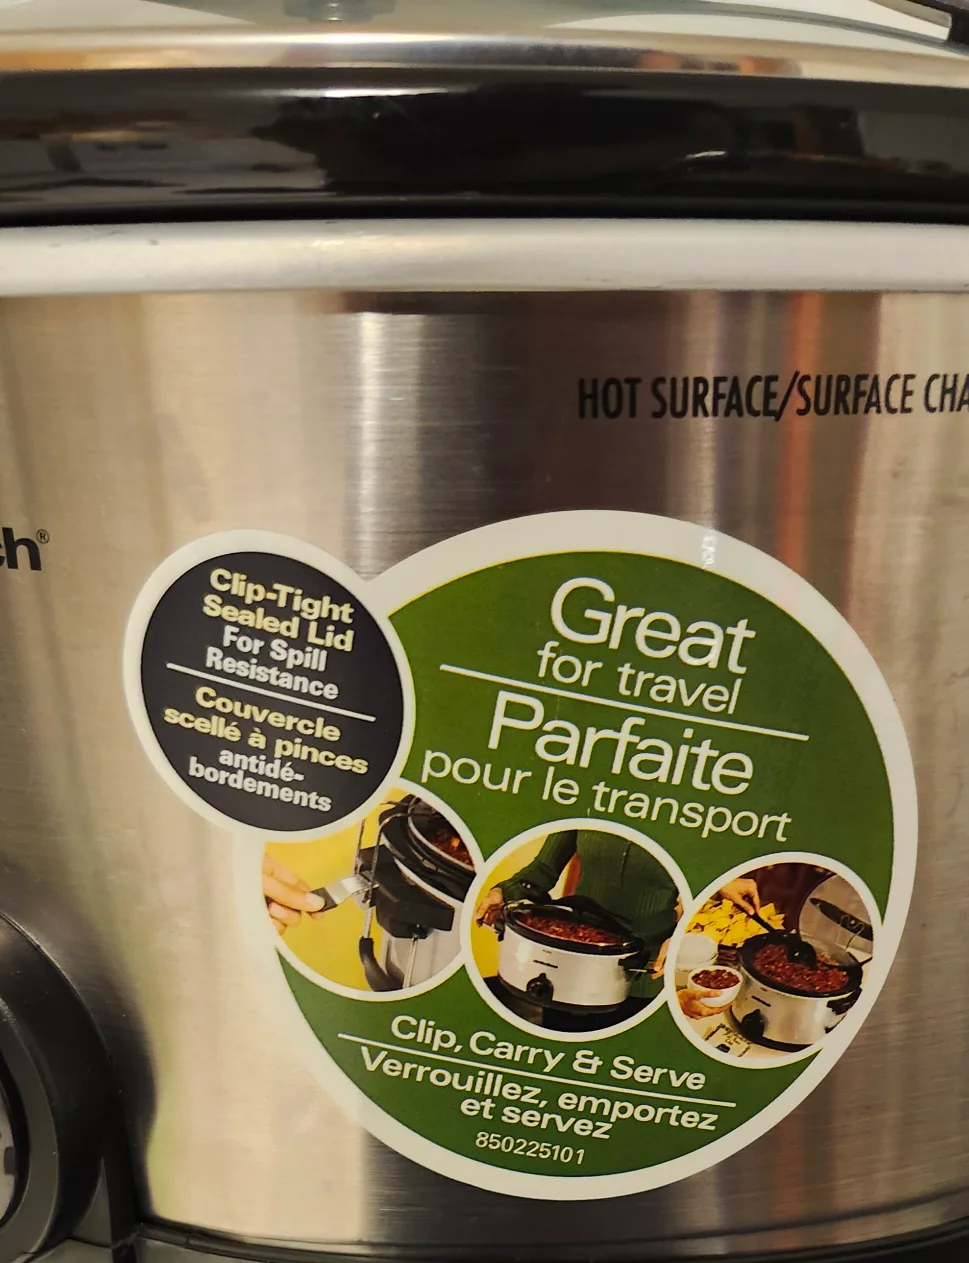 HOT SURFACE/SURFACE CHA
ch®
Clip-Tight
Sealed Lid
For Spill
Resistance
Couvercle
scellé à pinces
antidé-
bordements
Great
for travel
Parfaite
pour le transport
Clip, Carry & Serve
Verrouillez, emportez
et servez
850225101